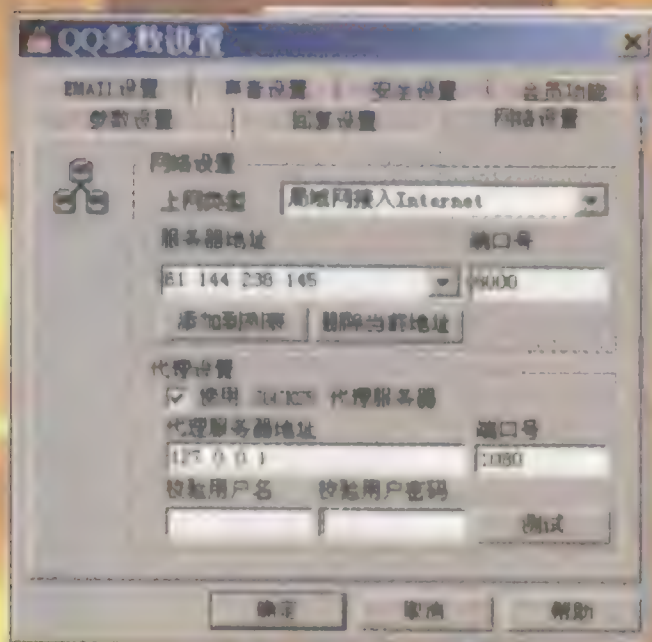 QQ参数设置
EMAIL设置 声音设置 安全设置 会员功能
参数设置 回复设置 网络设置
网络设置
上网类型 局域网接入Internet
服务器地址 端口号
61 144 238 145 8000
添加到列表 删除当前地址
代理设置
使用 SOCKS5 代理服务器
代理服务器地址 端口号
127 0 0 1 1080
校验用户名 校验用户密码
测试
确定 取消 帮助